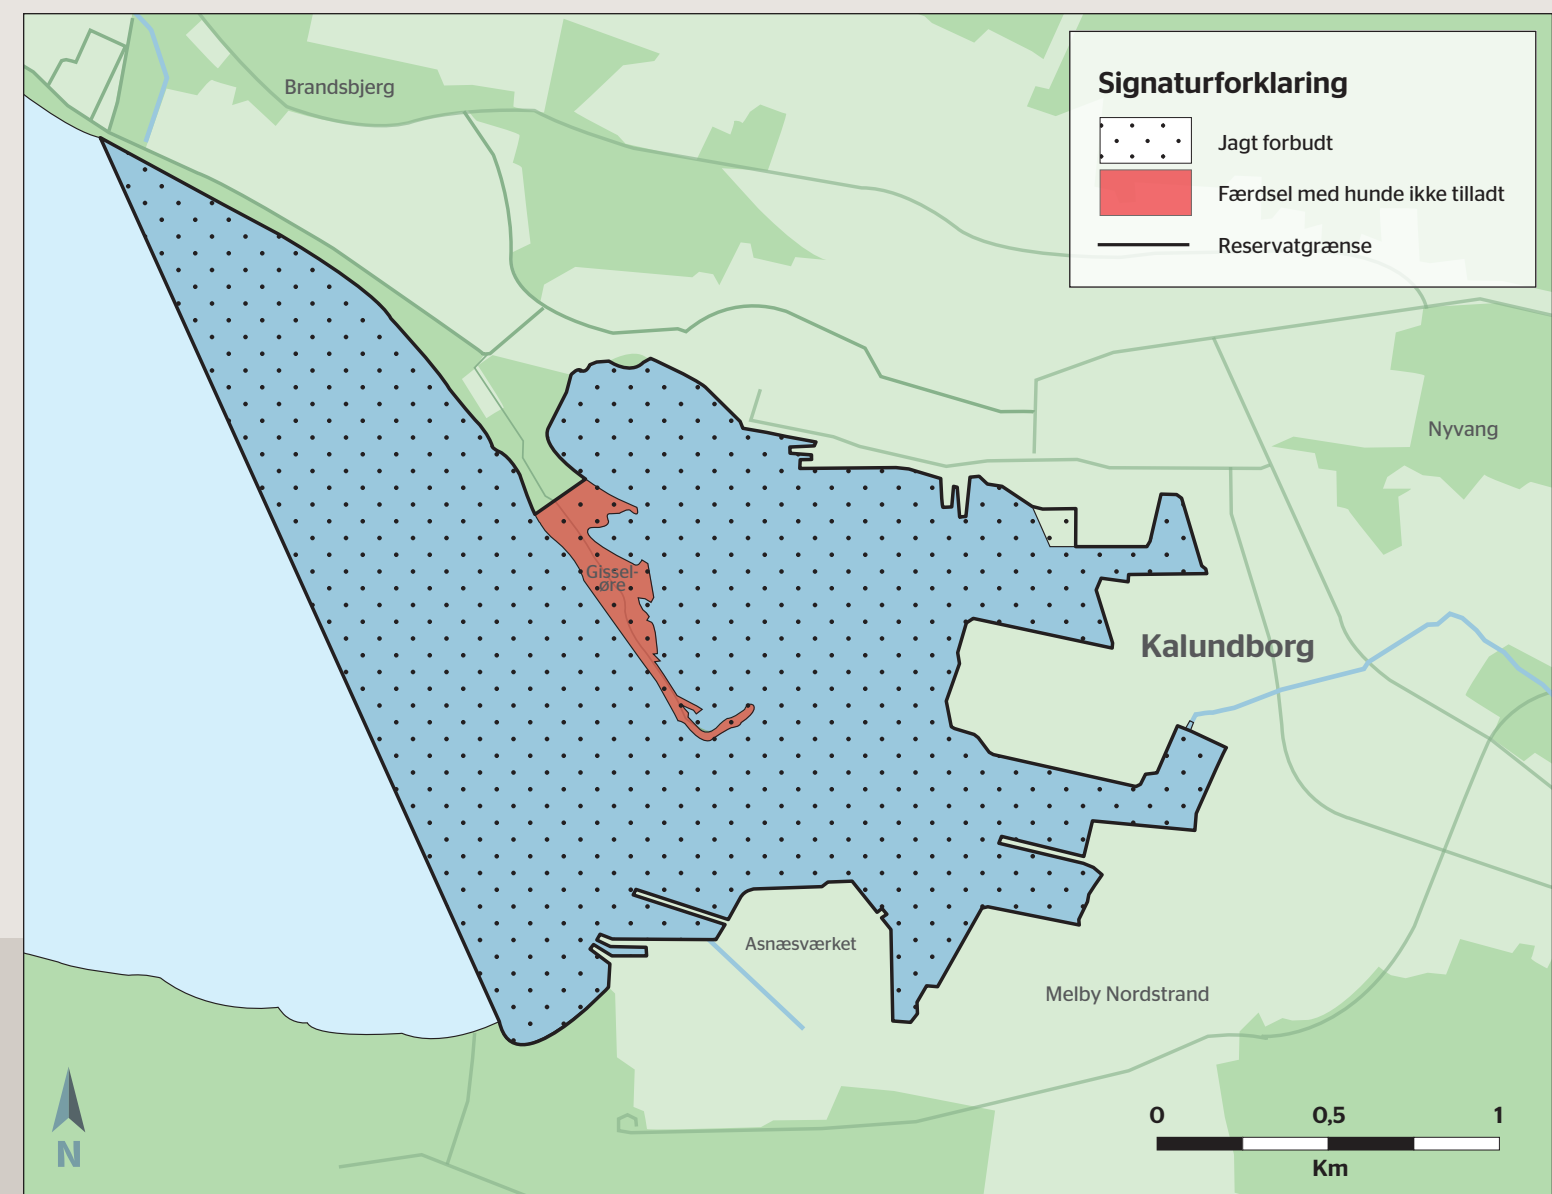 Brandsbjerg
Signaturforklaring
Jagt forbudt
Færdsel med hunde ikke tilladt
Reservatgrænse
Nyvang
Gissel-
øre
Kalundborg
Asnæsværket
Melby Nordstrand
N
0 0,5 1
Km